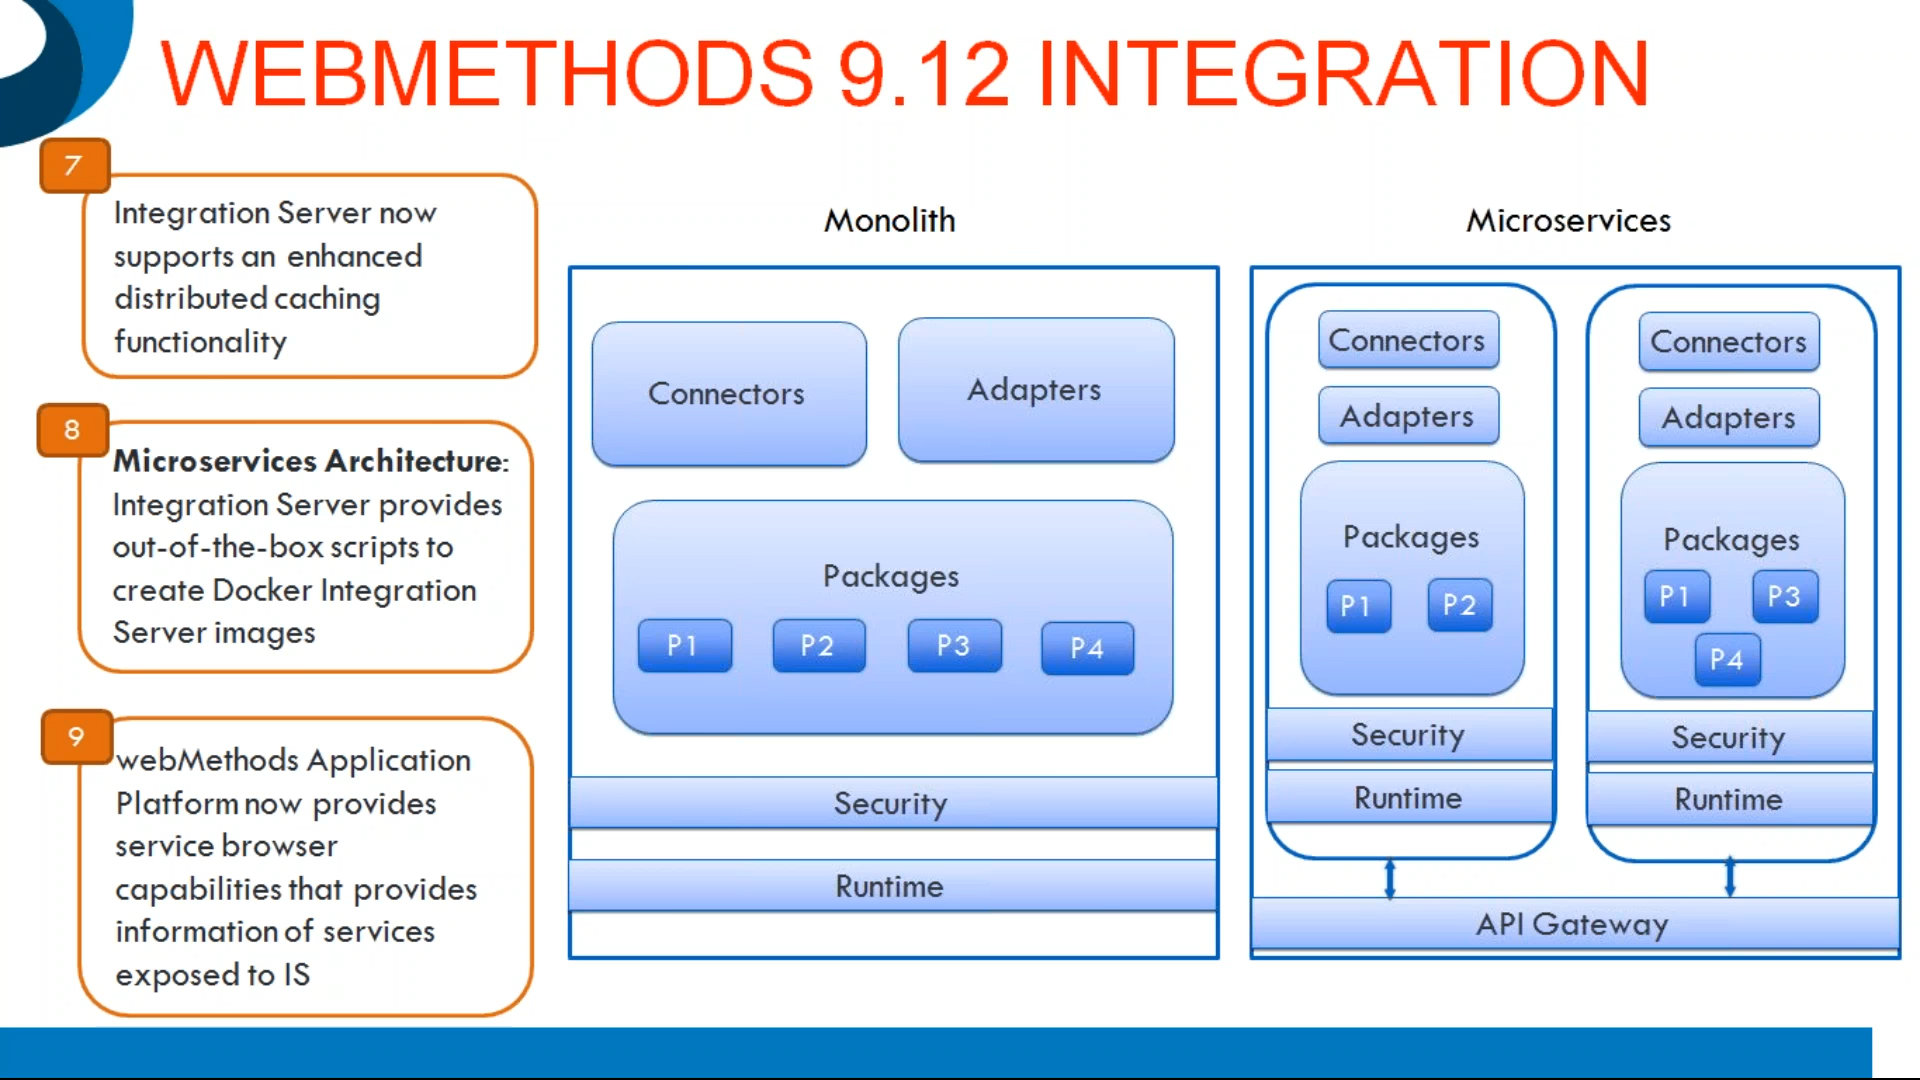 WEBMETHODS 9.12 INTEGRATION
7
Integration Server now
supports an enhanced
distributed caching
functionality
8
Microservices Architecture:
Integration Server provides
out-of-the-box scripts to
create Docker Integration
Server images
9
webMethods Application
Platform now provides
service browser
capabilities that provides
information of services
exposed to IS
Monolith
Connectors
Adapters
Packages
P1
P2
P3
P4
Security
Runtime
Microservices
Connectors
Adapters
Packages
P1
P2
Security
Runtime
Connectors
Adapters
Packages
P1
P3
P4
Security
Runtime
API Gateway